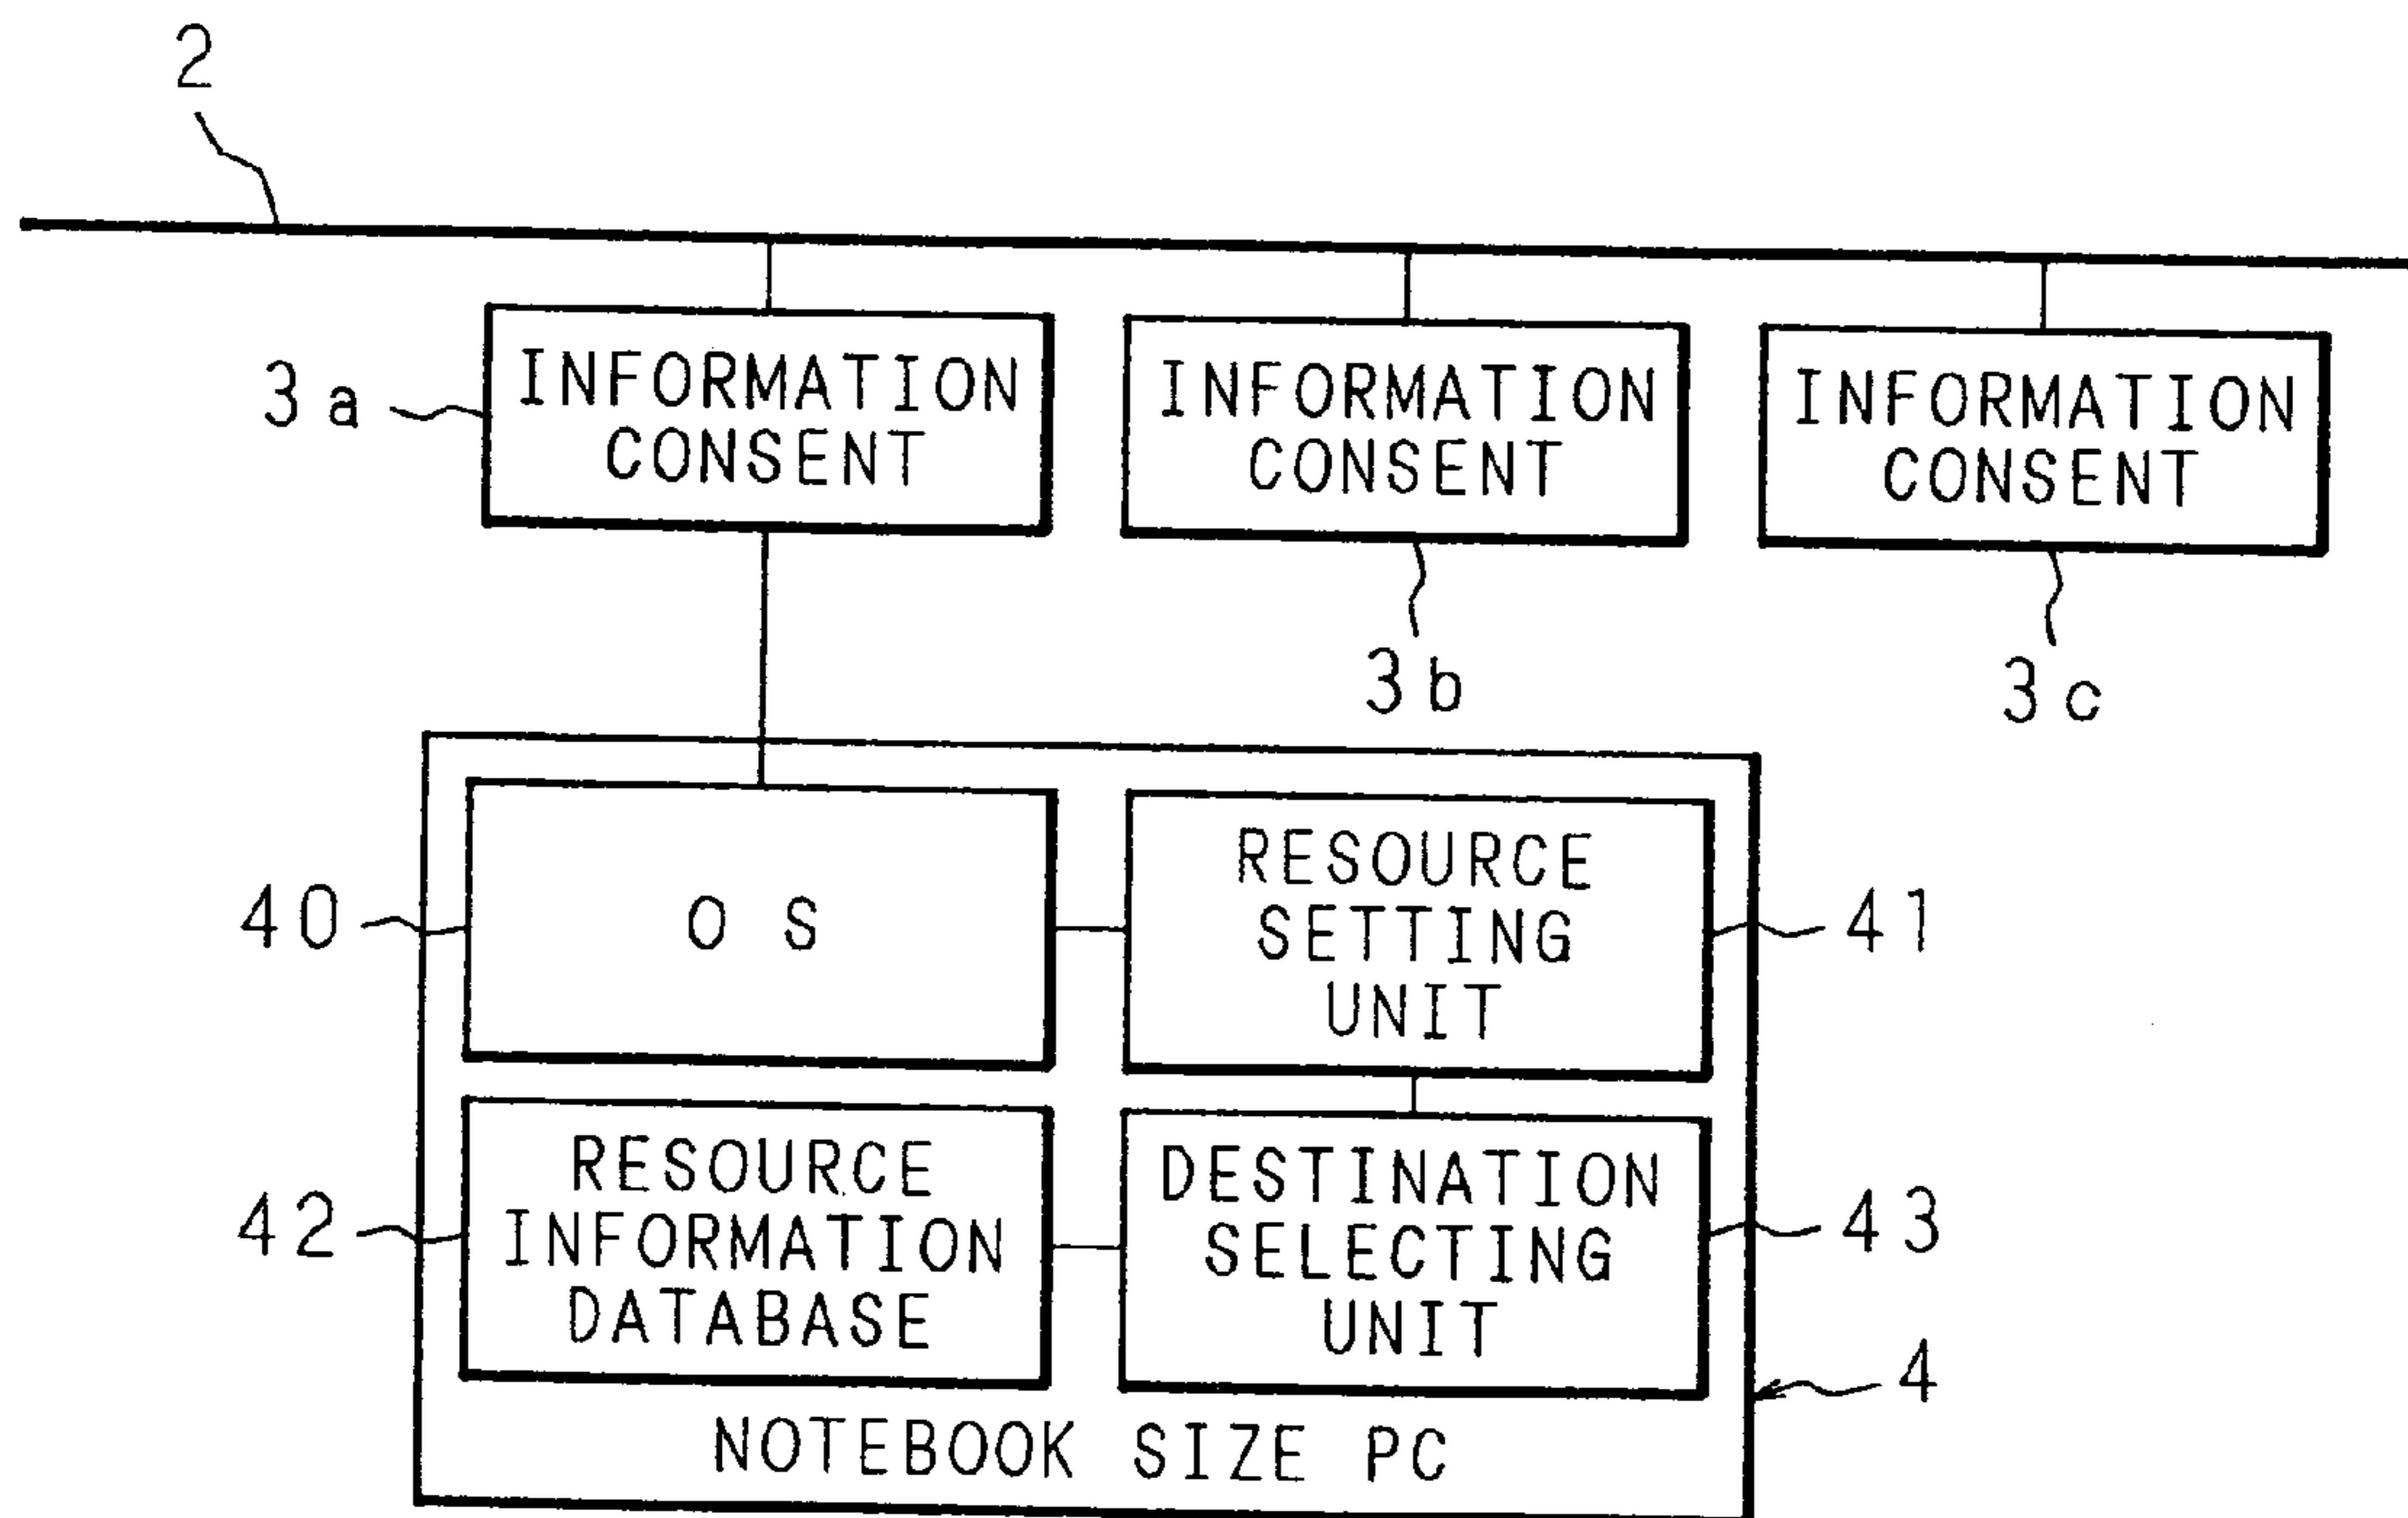 2
3a
INFORMATION
CONSENT
INFORMATION
CONSENT
3b
INFORMATION
CONSENT
3c
40
OS
RESOURCE
SETTING
UNIT
41
42
RESOURCE
INFORMATION
DATABASE
DESTINATION
SELECTING
UNIT
43
4
NOTEBOOK SIZE PC